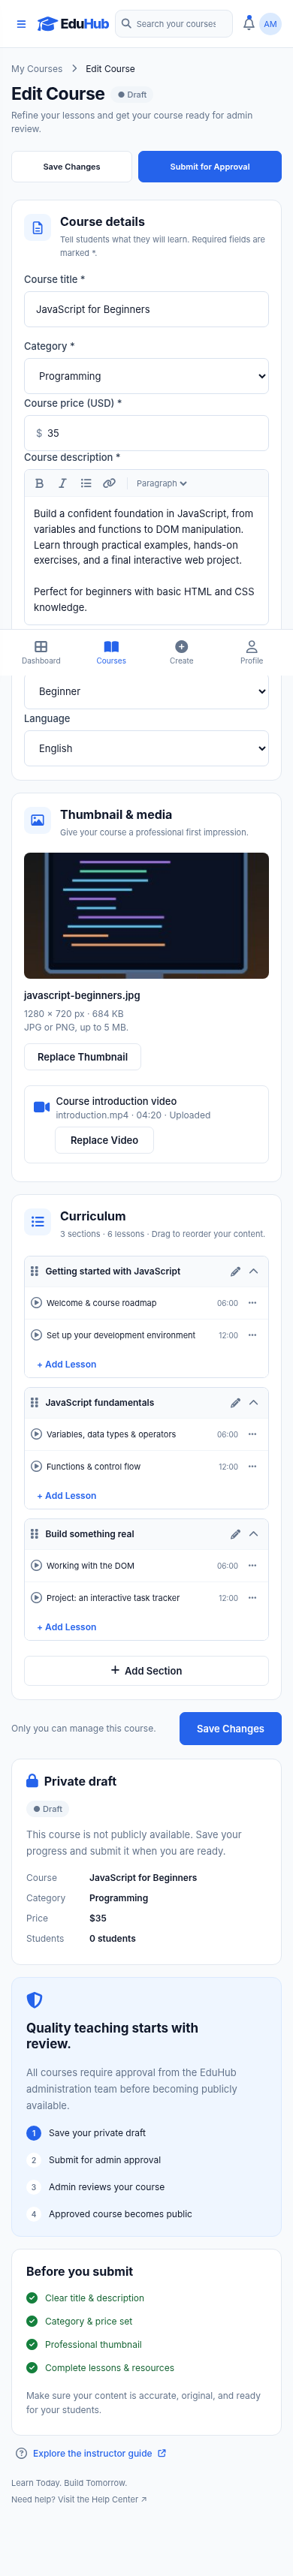 EduHub
Search your courses
AM
My Courses > Edit Course
Edit Course
Draft
Refine your lessons and get your course ready for admin
review.
Save Changes
Submit for Approval
Course details
Tell students what they will learn. Required fields are
marked *.
Course title *
JavaScript for Beginners
Category *
Programming
Course price (USD) *
$ 35
Course description *
B I Paragraph
Build a confident foundation in JavaScript, from
variables and functions to DOM manipulation.
Learn through practical examples, hands-on
exercises, and a final interactive web project.
Perfect for beginners with basic HTML and CSS
knowledge.
Dashboard
Courses
Create
Profile
Beginner
Language
English
Thumbnail & media
Give your course a professional first impression.
javascript-beginners.jpg
1280 × 720 px · 684 KB
JPG or PNG, up to 5 MB.
Replace Thumbnail
Course introduction video
introduction.mp4 · 04:20 · Uploaded
Replace Video
Curriculum
3 sections · 6 lessons · Drag to reorder your content.
Getting started with JavaScript
Welcome & course roadmap 06:00
Set up your development environment 12:00
+ Add Lesson
JavaScript fundamentals
Variables, data types & operators 06:00
Functions & control flow 12:00
+ Add Lesson
Build something real
Working with the DOM 06:00
Project: an interactive task tracker 12:00
+ Add Lesson
+ Add Section
Only you can manage this course.
Save Changes
Private draft
Draft
This course is not publicly available. Save your
progress and submit it when you are ready.
Course JavaScript for Beginners
Category Programming
Price $35
Students 0 students
Quality teaching starts with
review.
All courses require approval from the EduHub
administration team before becoming publicly
available.
1 Save your private draft
2 Submit for admin approval
3 Admin reviews your course
4 Approved course becomes public
Before you submit
Clear title & description
Category & price set
Professional thumbnail
Complete lessons & resources
Make sure your content is accurate, original, and ready
for your students.
Explore the instructor guide
Learn Today. Build Tomorrow.
Need help? Visit the Help Center ↗